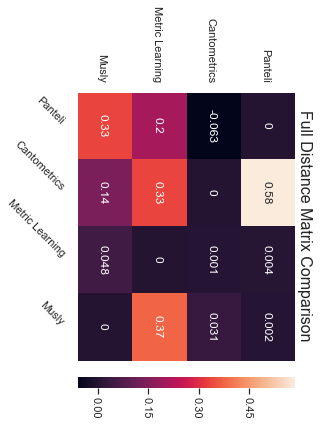 Full Distance Matrix Comparison
Panteli 0 0.58 0.004 0.002
Cantometrics -0.063 0 0.001 0.031
Metric Learning 0.2 0.33 0 0.37
Musly 0.33 0.14 0.048 0
Panteli Cantometrics Metric Learning Musly
0.45
0.30
0.15
0.00